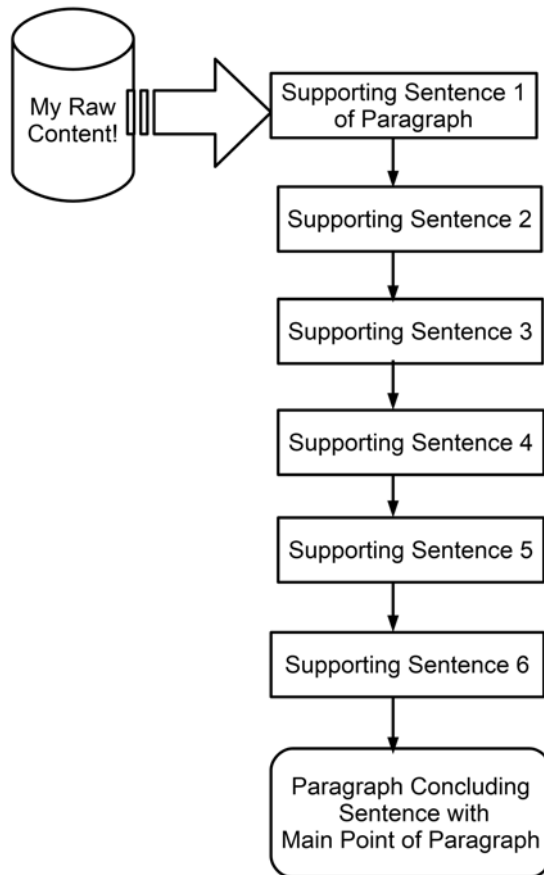 My Raw
Content!
Supporting Sentence 1
of Paragraph
Supporting Sentence 2
Supporting Sentence 3
Supporting Sentence 4
Supporting Sentence 5
Supporting Sentence 6
Paragraph Concluding
Sentence with
Main Point of Paragraph